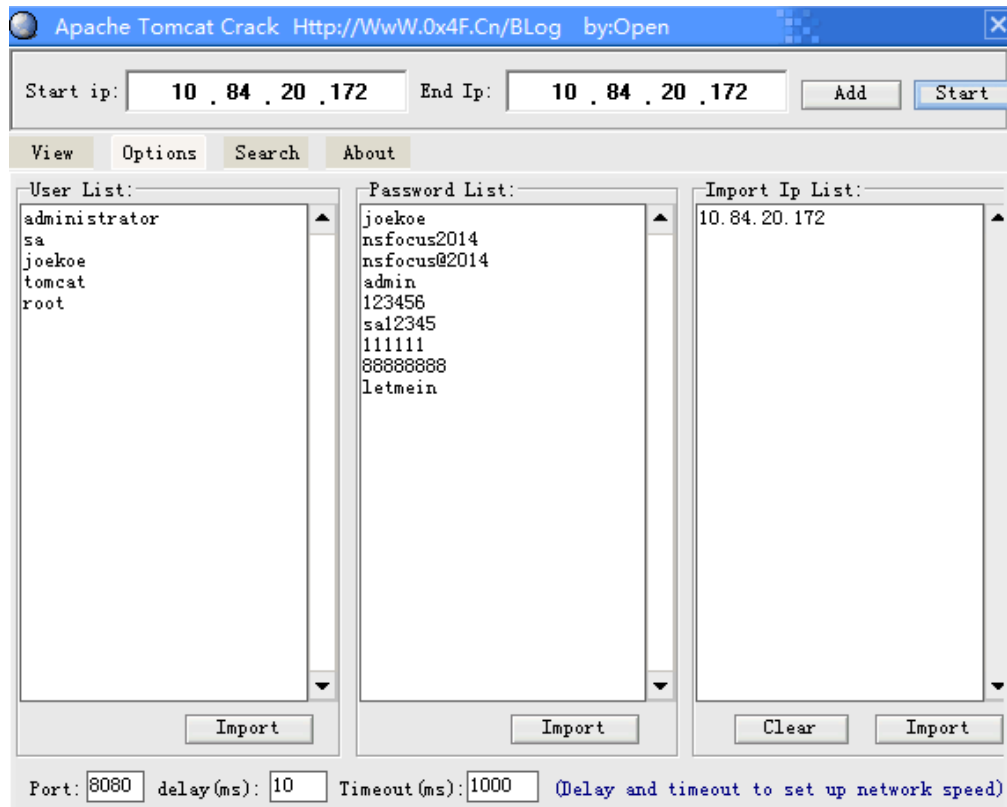 Apache Tomcat Crack Http://WwW.0x4F.Cn/BLog by:Open
Start ip: 10 . 84 . 20 . 172 End Ip: 10 . 84 . 20 . 172 Add Start
View Options Search About
User List:
administrator
sa
joekoe
tomcat
root
Import
Password List:
joekoe
nsfocus2014
nsfocus@2014
admin
123456
sa12345
111111
88888888
letmein
Import
Import Ip List:
10.84.20.172
Clear Import
Port: 8080 delay(ms): 10 Timeout(ms): 1000 (Delay and timeout to set up network speed)